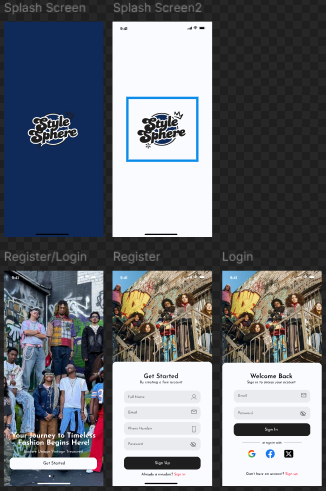 Splash Screen
Splash Screen2
Style
Sphere
9:41
Style
Sphere
Register/Login
Register
Login
9:41
Your Journey to Timeless
Fashion Begins Here!
Get Started
9:41
Get Started
By creating a free account
Full Name
Email
Phone Number
Password
Sign Up
Already a member? Sign in
9:41
Welcome Back
Sign in to access your account
Email
Password
Sign In
or sign in with
Don't have an account? Sign up